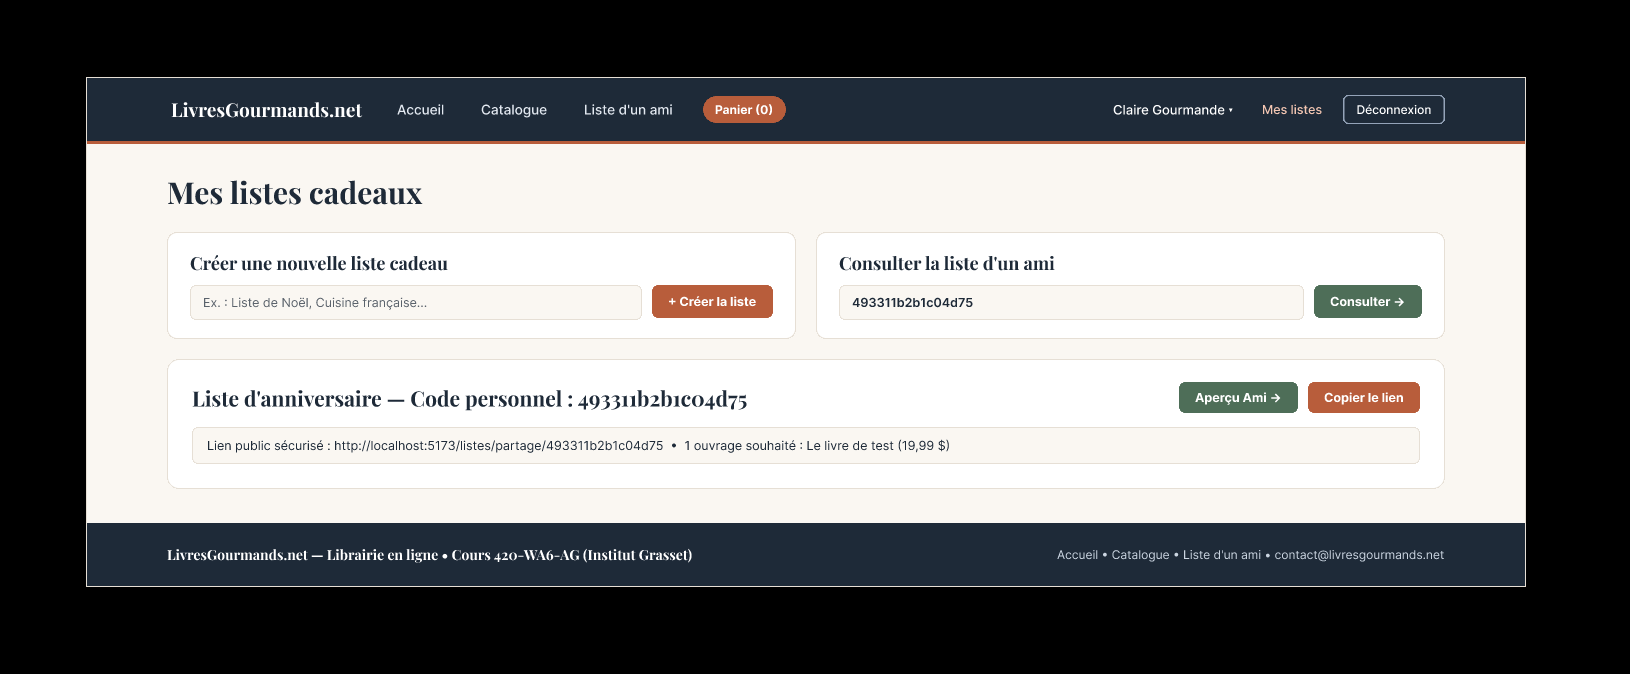 LivresGourmands.net Accueil Catalogue Liste d'un ami Panier (0) Claire Gourmande ▾ Mes listes Déconnexion
Mes listes cadeaux
Créer une nouvelle liste cadeau
Ex. : Liste de Noël, Cuisine française... + Créer la liste
Consulter la liste d'un ami
493311b2b1c04d75 Consulter →
Liste d'anniversaire — Code personnel : 493311b2b1c04d75 Aperçu Ami → Copier le lien
Lien public sécurisé : http://localhost:5173/listes/partage/493311b2b1c04d75 • 1 ouvrage souhaité : Le livre de test (19,99 $)
LivresGourmands.net — Librairie en ligne • Cours 420-WA6-AG (Institut Grasset) Accueil • Catalogue • Liste d'un ami • contact@livresgourmands.net